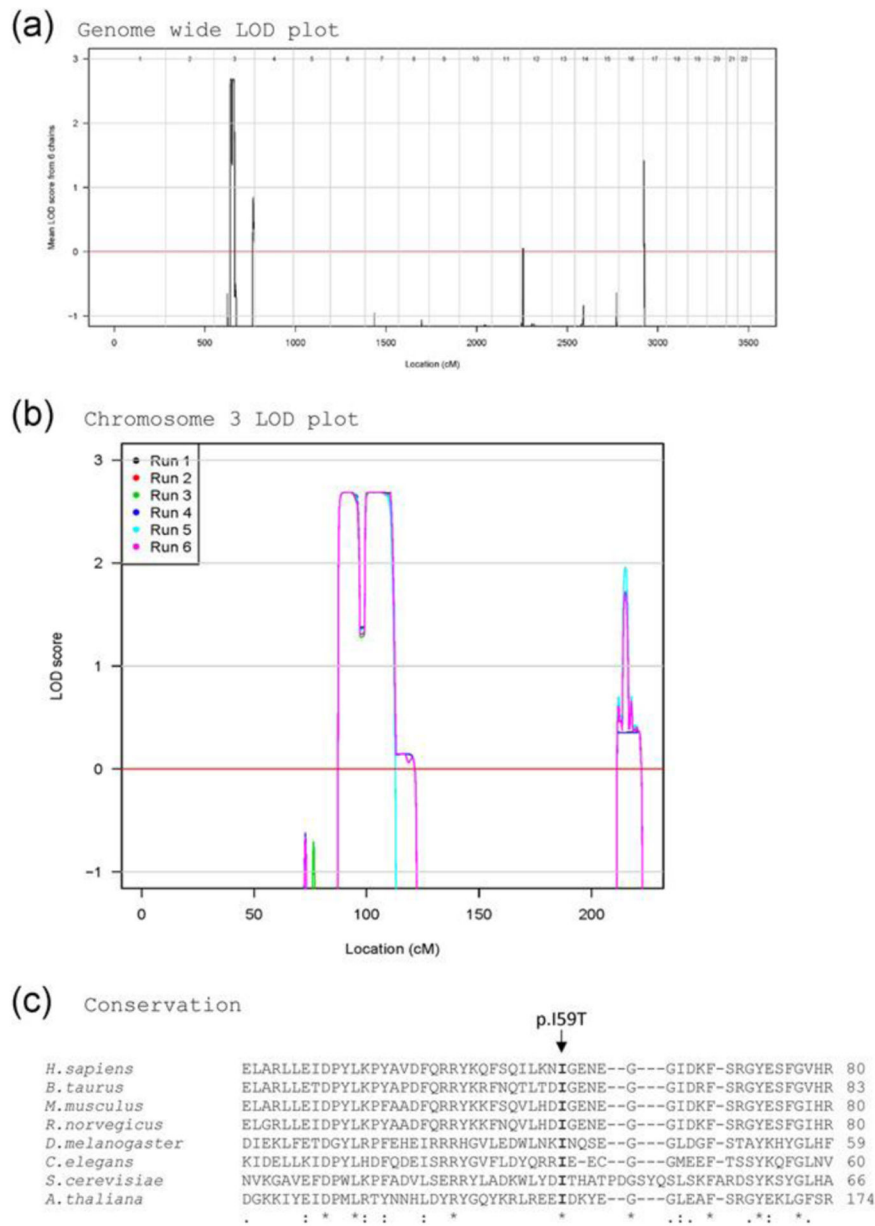 (a) Genome wide LOD plot
1 2 3 4 5 6 7 8 9 10 11 12 13 14 15 16 17 18 19 20 21 22
3
2
1
0
−1
Mean LOD score from 6 chains
0 500 1000 1500 2000 2500 3000 3500
Location (cM)
(b) Chromosome 3 LOD plot
Run 1
Run 2
Run 3
Run 4
Run 5
Run 6
3
2
1
0
−1
LOD score
0 50 100 150 200
Location (cM)
(c) Conservation
p.I59T
H.sapiens ELARLLEIDPYLKPYAVDFQRRYKQFSQILKNIGENE--G---GIDKF-SRGYESFGVHR 80
B.taurus ELARLLETDPYLKPYAPDFQRRYKRFNQTLTDIGENE--G---GIDRF-SRGYESFGVHR 83
M.musculus ELARLLEIDPYLKPFAADFQRRYKKFSQVLHDIGENE--G---GIDKF-SRGYESFGIHR 80
R.norvegicus ELGRLLEIDPYLKPFAADFQRRYKKFNQVLHDIGENE--G---GIDKF-SRGYESFGIHR 80
D.melanogaster DIEKLFETDGYLRPFEHEIRRRHGVLEDWLNKINQSE--G---GLDGF-STAYKHYGLHF 59
C.elegans KIDELLKIDPYLHDFQDEISRRYGVFLDYQRRIE-EC--G---GMEEF-TSSYKQFGLNV 60
S.cerevisiae NVKGAVEFDPWLKPFADVLSERRYLADKWLYDITHATPDGSYQSLSKFARDSYKSYGLHA 66
A.thaliana DGKKIYEIDPMLRTYNNHLDYRYGQYKRLREEIDKYE--G---GLEAF-SRGYEKLGFSR 174
. : * *: : : * * * .:. * .*: *.